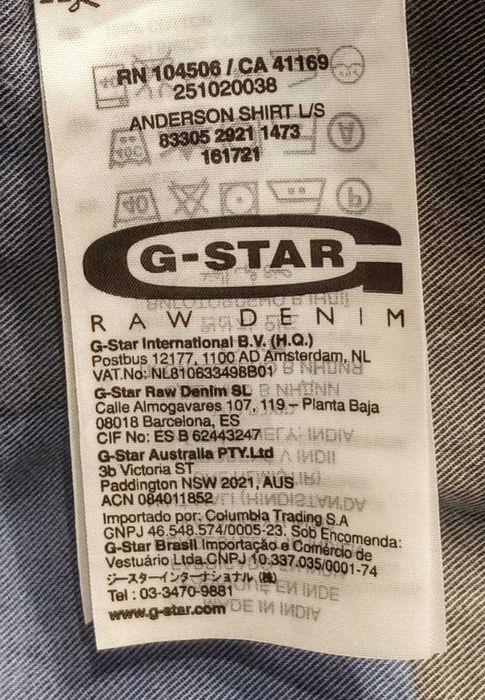 RN 104506 / CA 41169
251020038
ANDERSON SHIRT L/S
83305 2921 1473
161721
G-STAR
RAW DENIM
G-Star International B.V. (H.Q.)
Postbus 12177, 1100 AD Amsterdam, NL
VAT.No: NL810633498B01
G-Star Raw Denim SL
Calle Almogavares 107, 119 – Planta Baja
08018 Barcelona, ES
CIF No: ES B 62443247
G-Star Australia PTY.Ltd
3b Victoria ST
Paddington NSW 2021, AUS
ACN 084011852
Importado por: Columbia Trading S.A
GNPJ 46.548.574/0005-23. Sob Encomenda:
G-Star Brasil Importação e Comércio de
Vestuário Ltda.CNPJ 10.337.035/0001-74
ジースターインターナショナル (株)
Tel : 03-3470-9881
www.g-star.com
MADE IN INDIA